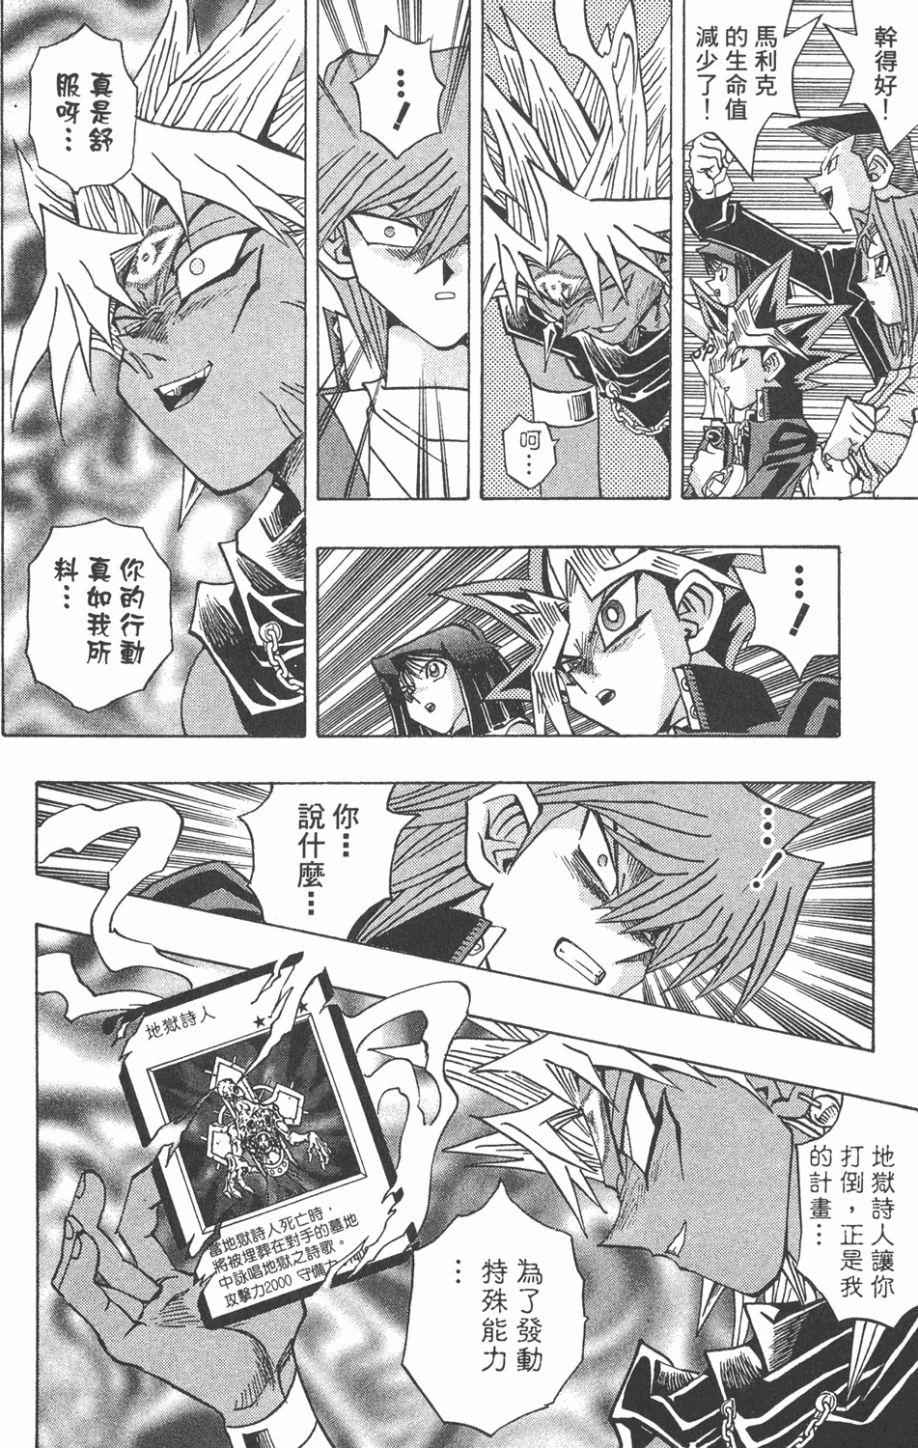 幹得好！
馬利克
的生命值
減少了！
呵…
…！
真是舒
服呀…
…！
你的行動
真如我所
料…
…！
你…
說什麼…
地獄詩人讓你
打倒，正是我
的計畫…
為了發動
特殊能力
…
地獄詩人
當地獄詩人死亡時，
將被埋葬在對手的墓地
中詠唱地獄之詩歌。
攻擊力2000 守備力